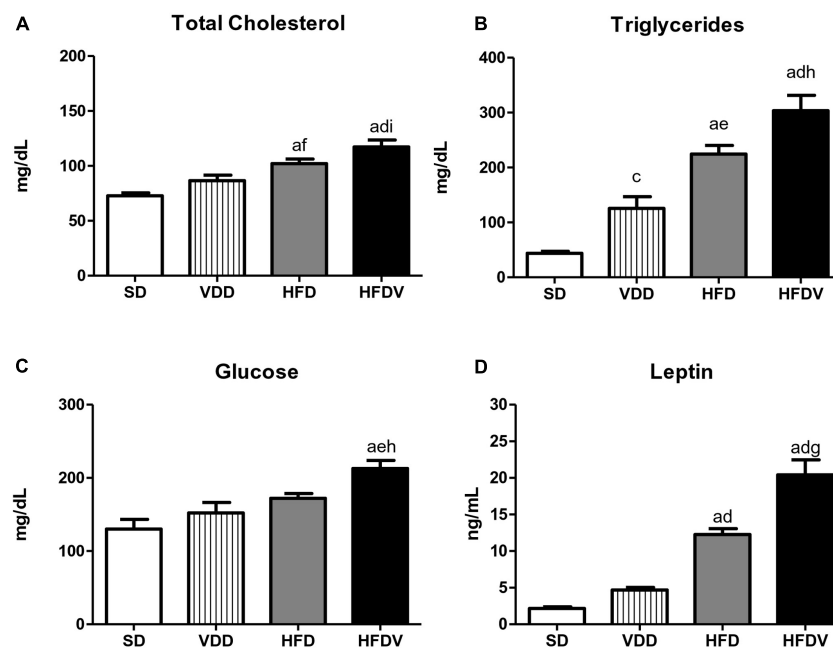 A
Total Cholesterol
200
150
100
50
0
mg/dL
af
adi
SD VDD HFD HFDV
B
Triglycerides
400
300
200
100
0
mg/dL
c
ae
adh
SD VDD HFD HFDV
C
Glucose
300
200
100
0
mg/dL
aeh
SD VDD HFD HFDV
D
Leptin
30
25
20
15
10
5
0
ng/mL
ad
adg
SD VDD HFD HFDV